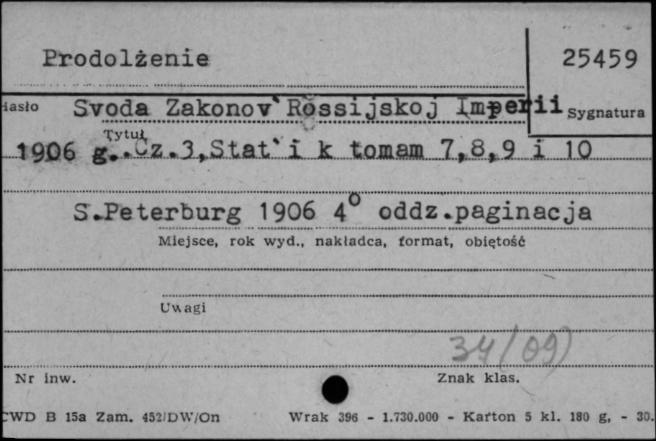 Prodolżenie 25459
iasło Svoda Zakonov`Rossijskoj Imperii Sygnatura
Tytuł
1906 g..Cz.3,Stat`i k tomam 7,8,9 i 10
S.Peterburg 1906 4° oddz.paginacja
Miejsce, rok wyd., nakładca, format, objętość
Uwagi
34/(09)
Nr inw. Znak klas.
CWD B 15a Zam. 452/DW/On Wrak 396 - 1.730.000 - Karton 5 kl. 180 g, - 30.